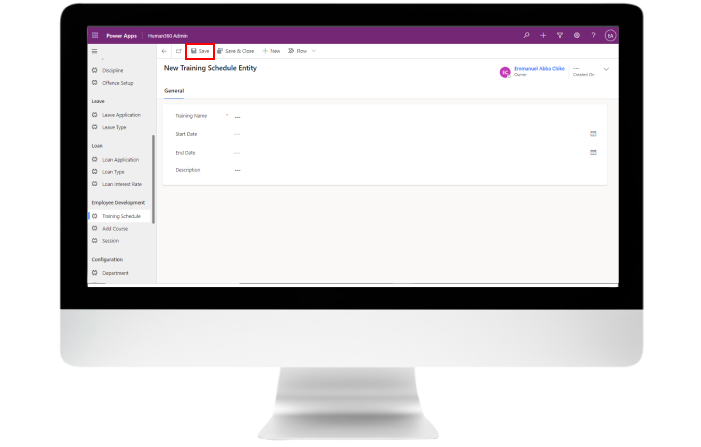 Power Apps Human360 Admin ? EA
Save Save & Close New Flow
New Training Schedule Entity
EC Emmanuel Abba Chike ---
Owner Created On
General
Training Name * ---
Start Date ---
End Date ---
Description ---
Discipline
Offence Setup
Leave
Leave Application
Leave Type
Loan
Loan Application
Loan Type
Loan Interest Rate
Employee Development
Training Schedule
Add Course
Session
Configuration
Department